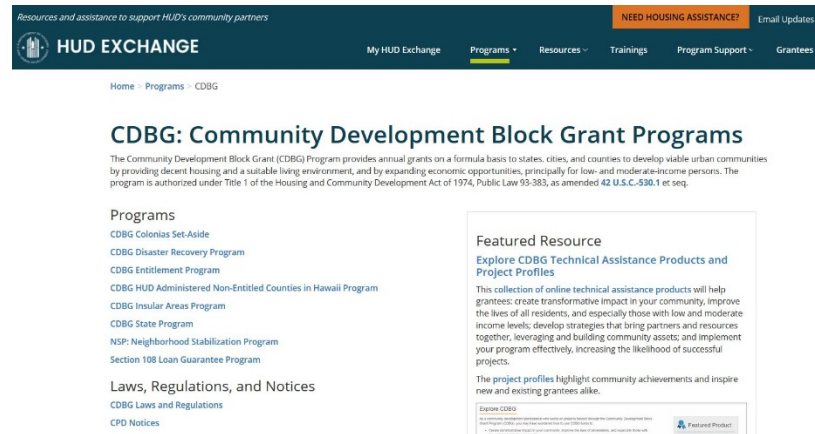 Resources and assistance to support HUD's community partners
NEED HOUSING ASSISTANCE?
Email Updates
HUD EXCHANGE
My HUD Exchange
Programs
Resources
Trainings
Program Support
Grantees
Home > Programs > CDBG
CDBG: Community Development Block Grant Programs
The Community Development Block Grant (CDBG) Program provides annual grants on a formula basis to states. cities, and counties to develop viable urban communities
by providing decent housing and a suitable living environment, and by expanding economic opportunities, principally for low- and moderate-income persons. The
program is authorized under Title 1 of the Housing and Community Development Act of 1974, Public Law 93-383, as amended 42 U.S.C.-530.1 et seq.
Programs
CDBG Colonias Set-Aside
CDBG Disaster Recovery Program
CDBG Entitlement Program
CDBG HUD Administered Non-Entitled Counties in Hawaii Program
CDBG Insular Areas Program
CDBG State Program
NSP: Neighborhood Stabilization Program
Section 108 Loan Guarantee Program
Laws, Regulations, and Notices
CDBG Laws and Regulations
CPD Notices
Featured Resource
Explore CDBG Technical Assistance Products and
Project Profiles
This collection of online technical assistance products will help
grantees: create transformative impact in your community, improve
the lives of all residents, and especially those with low and moderate
income levels; develop strategies that bring partners and resources
together, leveraging and building community assets; and implement
your program effectively, increasing the likelihood of successful
projects.
The project profiles highlight community achievements and inspire
new and existing grantees alike.
Explore CDBG
Featured Product